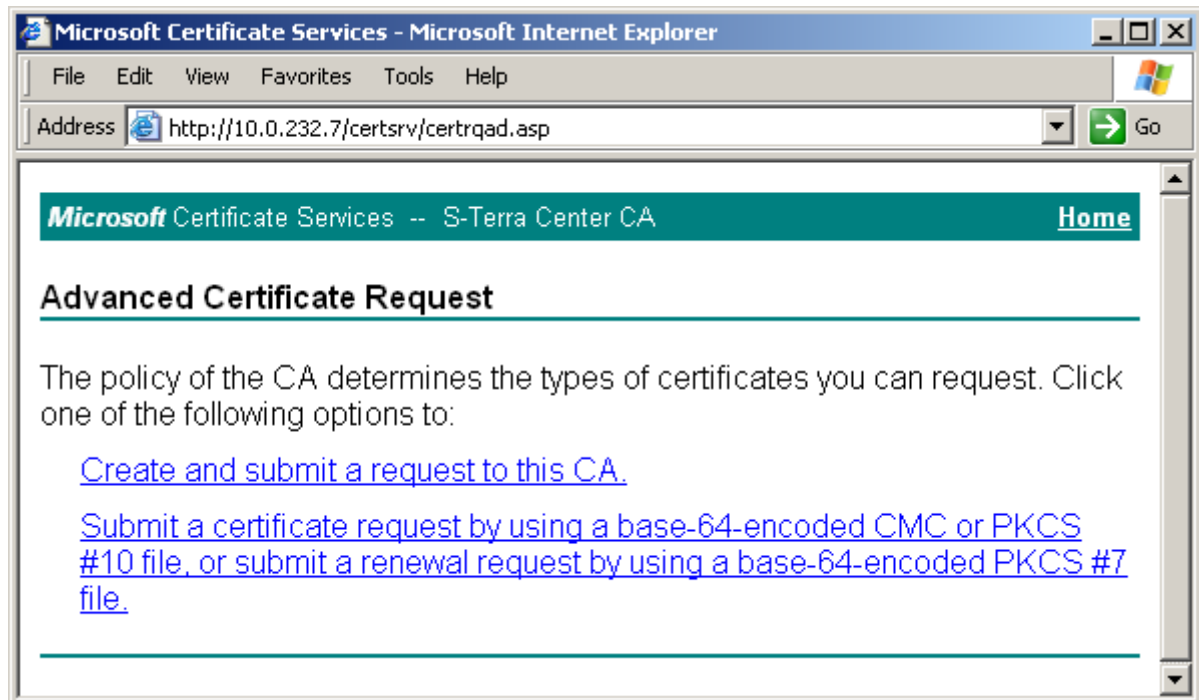 Microsoft Certificate Services - Microsoft Internet Explorer
File Edit View Favorites Tools Help
Address http://10.0.232.7/certsrv/certrqad.asp Go
Microsoft Certificate Services -- S-Terra Center CA Home
Advanced Certificate Request
The policy of the CA determines the types of certificates you can request. Click
one of the following options to:
Create and submit a request to this CA.
Submit a certificate request by using a base-64-encoded CMC or PKCS
#10 file, or submit a renewal request by using a base-64-encoded PKCS #7
file.